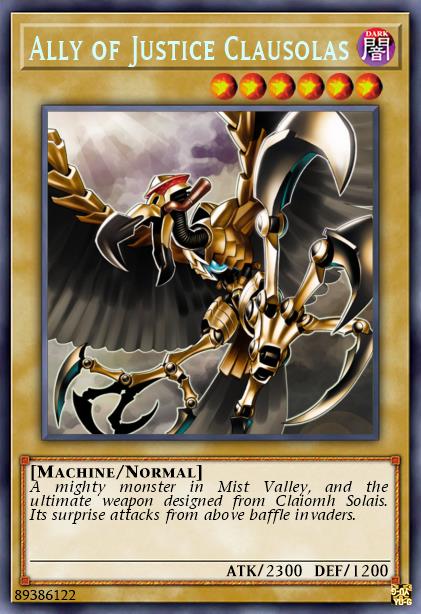 ALLY OF JUSTICE CLAUSOLAS
DARK
闇
[MACHINE/NORMAL]
A mighty monster in Mist Valley, and the
ultimate weapon designed from Claíomh Solais.
Its surprise attacks from above baffle invaders.
ATK/2300 DEF/1200
89386122